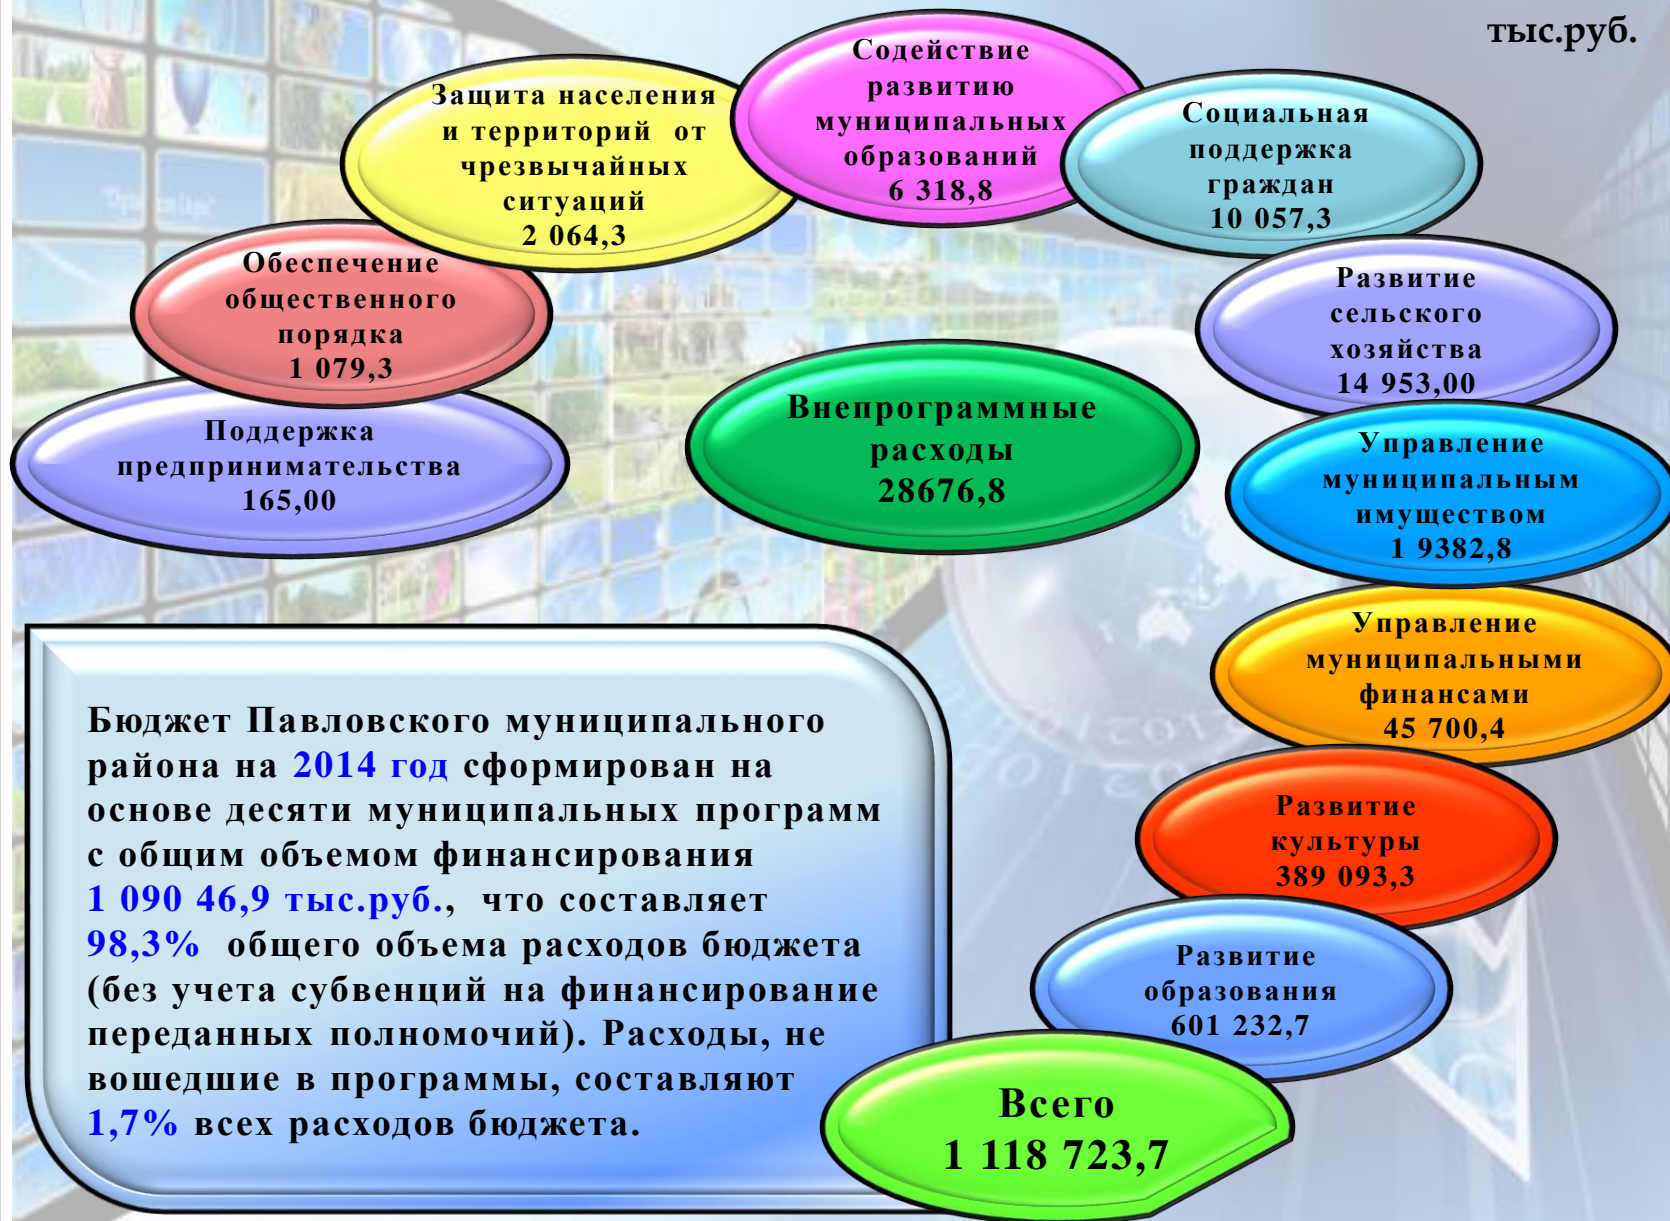 тыс.руб.
Содействие
развитию
муниципальных
образований
6 318,8
Защита населения
и территорий от
чрезвычайных
ситуаций
2 064,3
Социальная
поддержка
граждан
10 057,3
Обеспечение
общественного
порядка
1 079,3
Развитие
сельского
хозяйства
14 953,00
Поддержка
предпринимательства
165,00
Внепрограммные
расходы
28676,8
Управление
муниципальным
имуществом
1 9382,8
Управление
муниципальными
финансами
45 700,4
Развитие
культуры
389 093,3
Развитие
образования
601 232,7
Всего
1 118 723,7
Бюджет Павловского муниципального
района на 2014 год сформирован на
основе десяти муниципальных программ
с общим объемом финансирования
1 090 46,9 тыс.руб., что составляет
98,3% общего объема расходов бюджета
(без учета субвенций на финансирование
переданных полномочий). Расходы, не
вошедшие в программы, составляют
1,7% всех расходов бюджета.